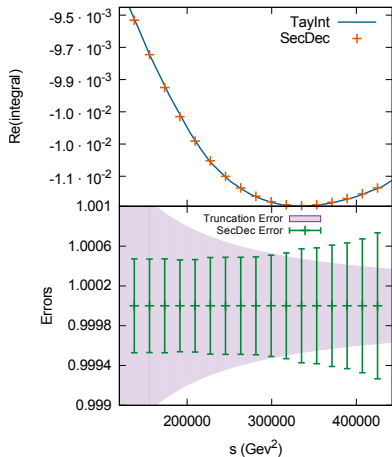 -9.5 · 10⁻³
-9.7 · 10⁻³
-9.9 · 10⁻³
-1.0 · 10⁻²
-1.0 · 10⁻²
-1.1 · 10⁻²
Re(integral)
TayInt
SecDec
1.001
1.0006
1.0002
0.9998
0.9994
0.999
Errors
Truncation Error
SecDec Error
200000 300000 400000
s (Gev²)